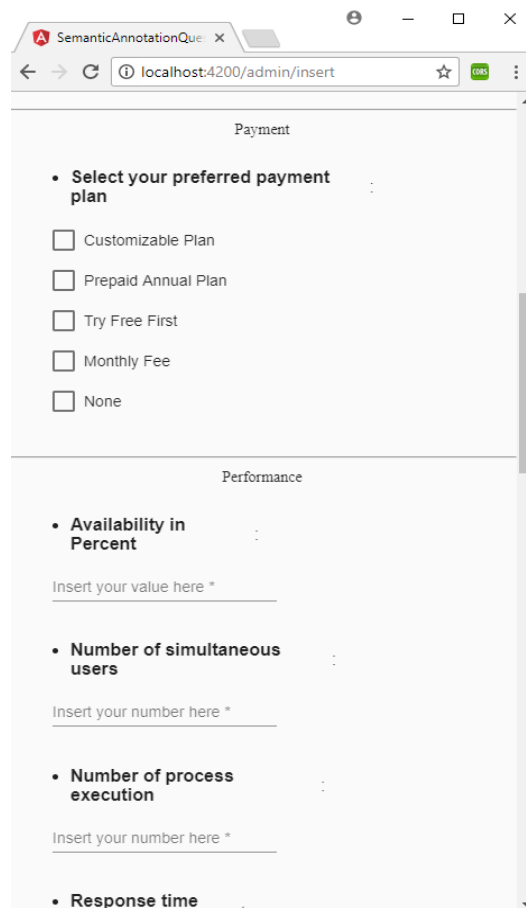 SemanticAnnotationQue
localhost:4200/admin/insert
CORS
Payment
• Select your preferred payment
plan :
Customizable Plan
Prepaid Annual Plan
Try Free First
Monthly Fee
None
Performance
• Availability in
Percent :
Insert your value here *
• Number of simultaneous
users :
Insert your number here *
• Number of process
execution :
Insert your number here *
• Response time